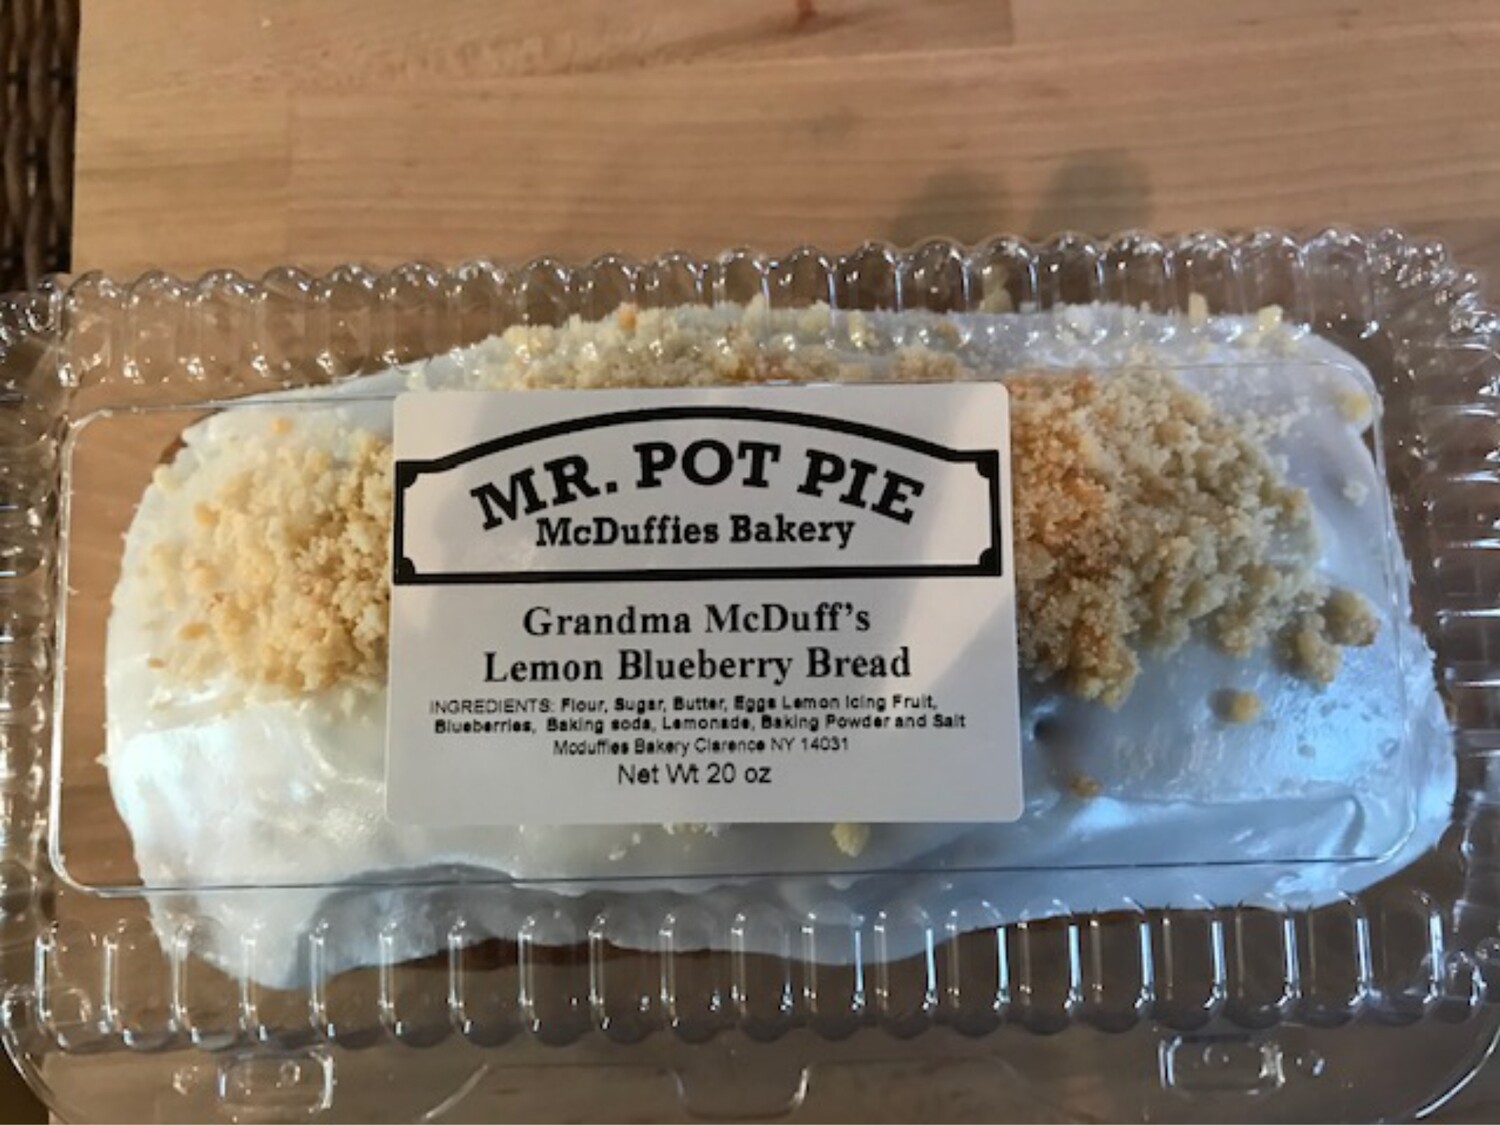 MR. POT PIE
McDuffies Bakery
Grandma McDuff's
Lemon Blueberry Bread
INGREDIENTS: Flour, Sugar, Butter, Eggs Lemon Icing Fruit,
Blueberries, Baking soda, Lemonade, Baking Powder and Salt
Mcduffies Bakery Clarence NY 14031
Net Wt 20 oz